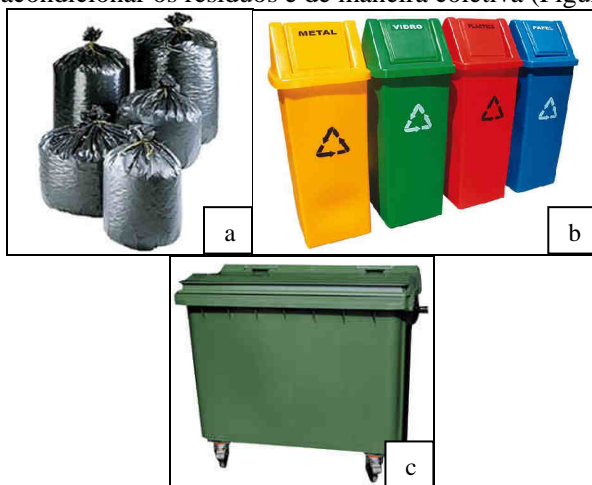 acondicionar os resíduos é de maneira coletiva (Figu
METAL
VIDRO
PLÁSTICO
PAPEL
a
b
c